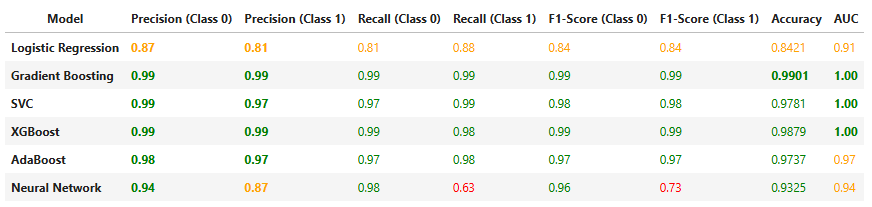 Model Precision (Class 0) Precision (Class 1) Recall (Class 0) Recall (Class 1) F1-Score (Class 0) F1-Score (Class 1) Accuracy AUC
Logistic Regression 0.87 0.81 0.81 0.88 0.84 0.84 0.8421 0.91
Gradient Boosting 0.99 0.99 0.99 0.99 0.99 0.99 0.9901 1.00
SVC 0.99 0.97 0.97 0.99 0.98 0.98 0.9781 1.00
XGBoost 0.99 0.99 0.99 0.98 0.99 0.99 0.9879 1.00
AdaBoost 0.98 0.97 0.97 0.98 0.97 0.97 0.9737 0.97
Neural Network 0.94 0.87 0.98 0.63 0.96 0.73 0.9325 0.94